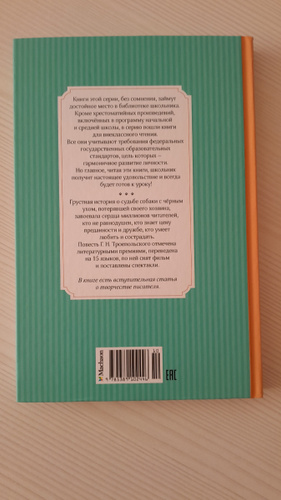 Книги этой серии, без сомнения, займут
достойное место в библиотеке школьника.
Кроме хрестоматийных произведений,
включённых в программу начальной
и средней школы, в серию вошли книги
для внеклассного чтения.
Все они учитывают требования федеральных
государственных образовательных
стандартов, цель которых –
гармоничное развитие личности.
Но главное, читая эти книги, школьник
получит настоящее удовольствие и всегда
будет готов к уроку!
* * *
Грустная история о судьбе собаки с чёрным
ухом, потерявшей своего хозяина,
завоевала сердца миллионов читателей,
кто не равнодушен, кто знает цену
преданности и дружбе, кто умеет
любить и сострадать.
Повесть Г. Н. Троепольского отмечена
литературными премиями, переведена
на 15 языков, по ней снят фильм
и поставлены спектакли.
В книге есть вступительная статья
о творчестве писателя.
Machaon
EAC